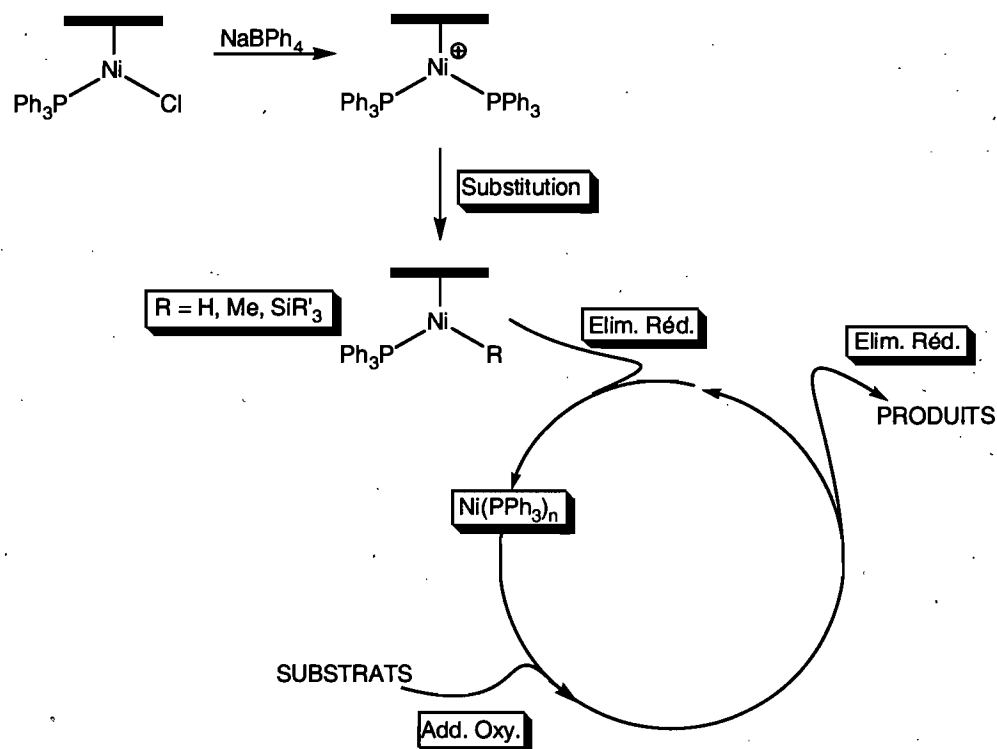 NaBPh4
Ni
Ph3P
Cl
⊕
Ni
Ph3P
PPh3
Substitution
R = H, Me, SiR'3
Ni
Ph3P
R
Elim. Réd.
Elim. Réd.
PRODUITS
Ni(PPh3)n
SUBSTRATS
Add. Oxy.